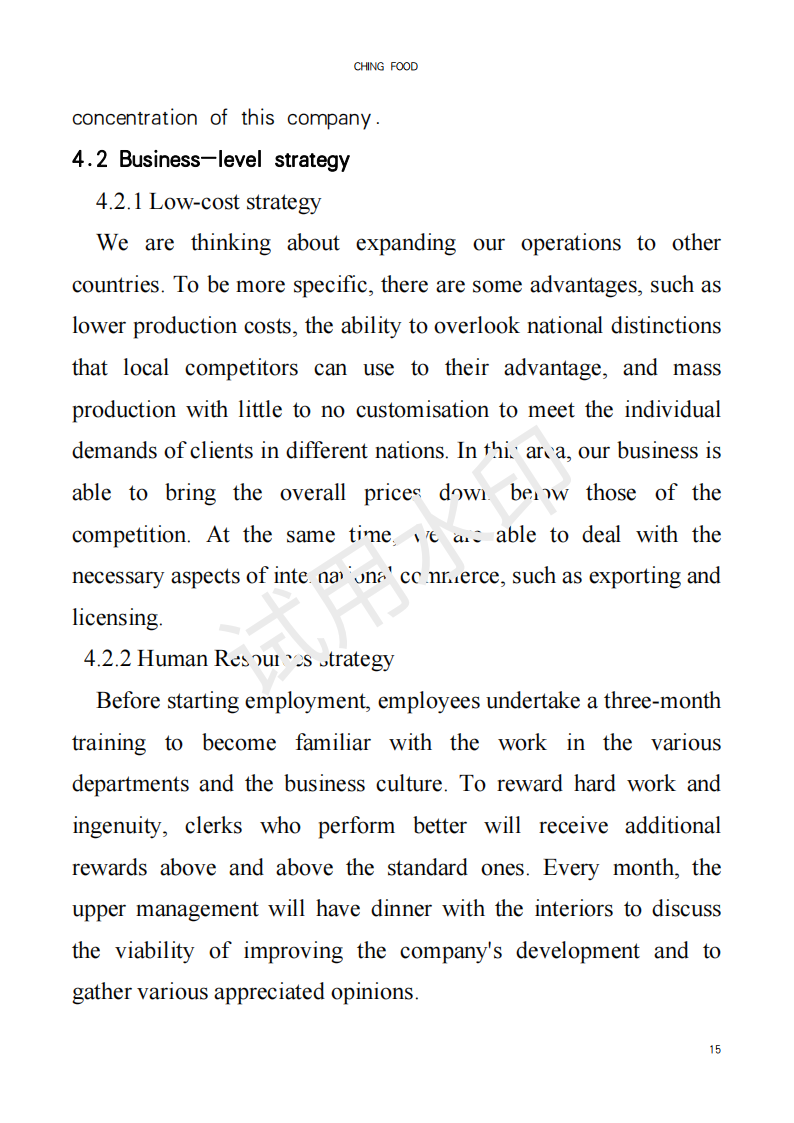 CHING FOOD
concentration of this company.
4.2 Business—level strategy
4.2.1 Low-cost strategy
We are thinking about expanding our operations to other
countries. To be more specific, there are some advantages, such as
lower production costs, the ability to overlook national distinctions
that local competitors can use to their advantage, and mass
production with little to no customisation to meet the individual
demands of clients in different nations. In this area, our business is
able to bring the overall prices down below those of the
competition. At the same time, we are able to deal with the
necessary aspects of international commerce, such as exporting and
licensing.
4.2.2 Human Resources strategy
Before starting employment, employees undertake a three-month
training to become familiar with the work in the various
departments and the business culture. To reward hard work and
ingenuity, clerks who perform better will receive additional
rewards above and above the standard ones. Every month, the
upper management will have dinner with the interiors to discuss
the viability of improving the company's development and to
gather various appreciated opinions.
试用水印
15